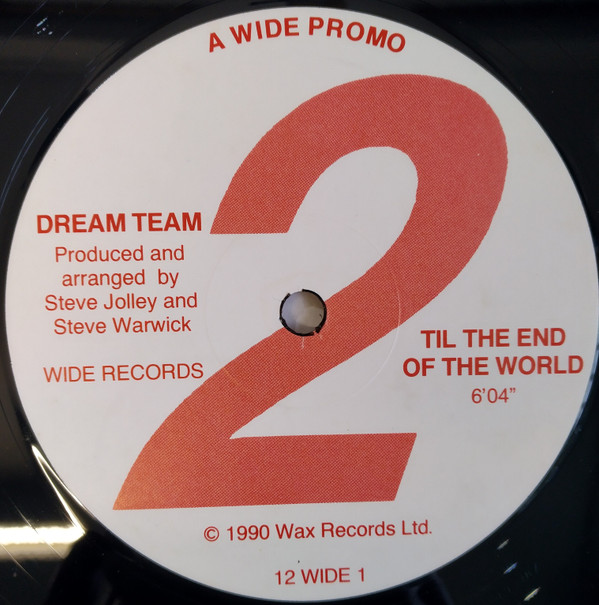 A WIDE PROMO
2
DREAM TEAM
Produced and
arranged by
Steve Jolley and
Steve Warwick
WIDE RECORDS
TIL THE END
OF THE WORLD
6'04"
© 1990 Wax Records Ltd.
12 WIDE 1